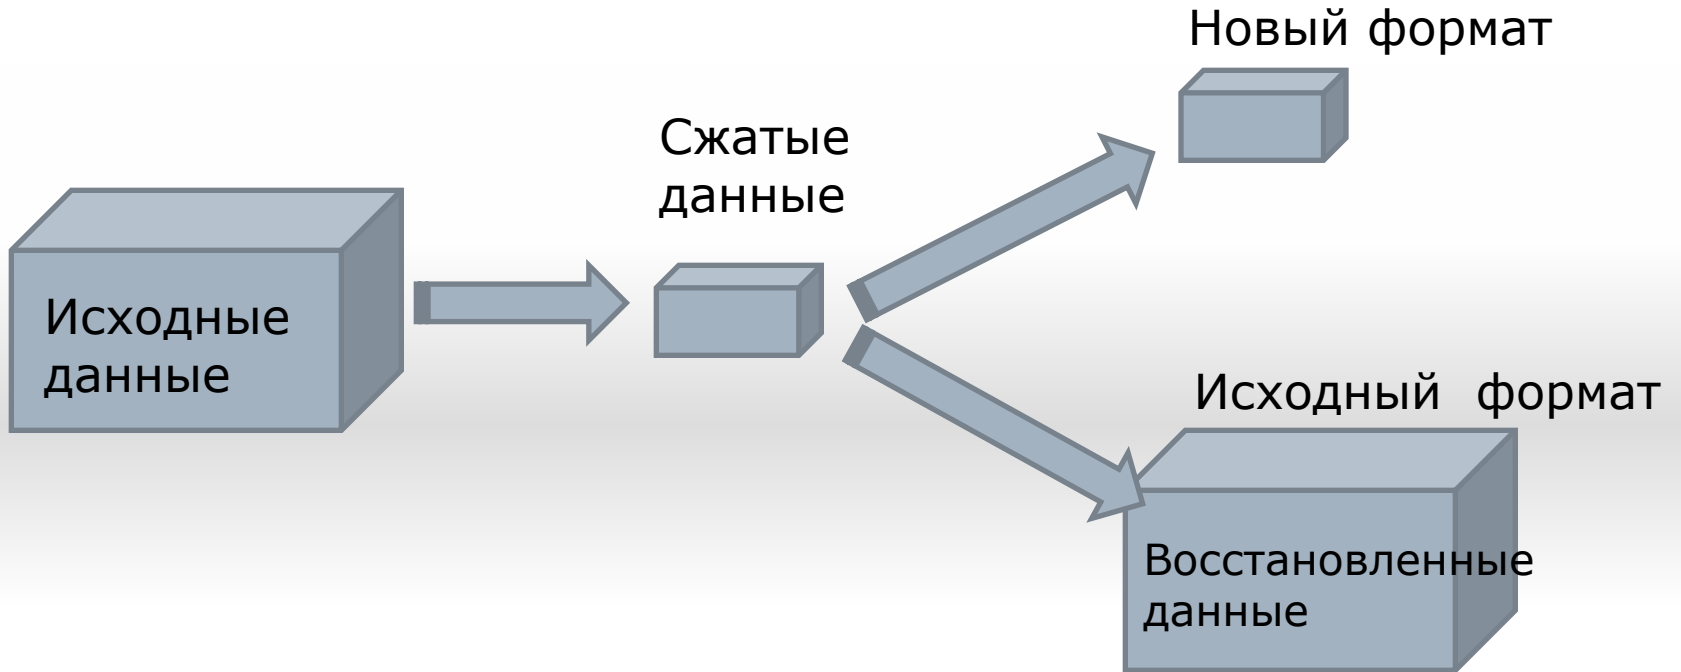 Новый формат
Сжатые
данные
Исходные
данные
Исходный формат
Восстановленные
данные